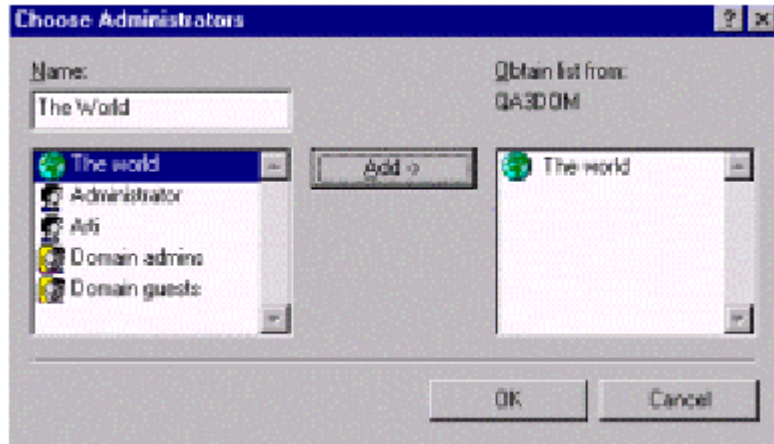 Choose Administrators
Name:
Obtain list from:
The World
QA3DOM
The world
Administrator
Arti
Domain admins
Domain guests
Add ->
The world
OK
Cancel